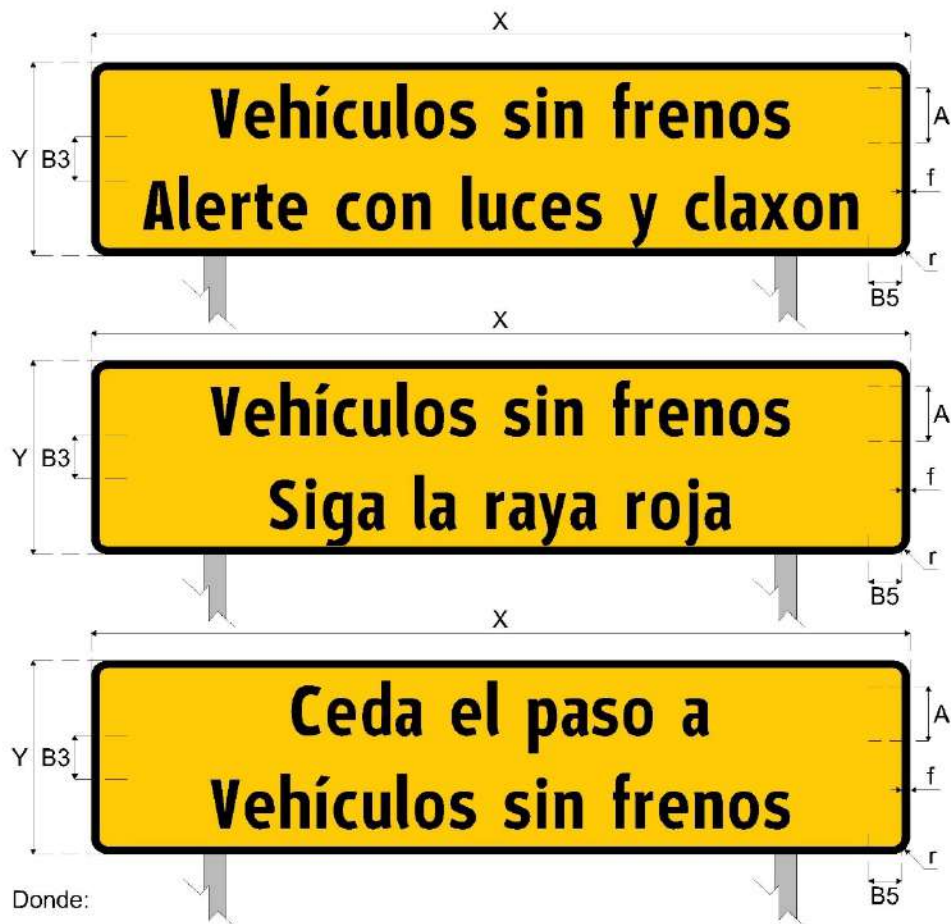 X
Vehículos sin frenos
A
Y B3
f
Alerte con luces y claxon
r
B5
X
Vehículos sin frenos
A
Y B3
f
Siga la raya roja
r
B5
X
Ceda el paso a
A
Y B3
f
Vehículos sin frenos
r
B5
Donde: